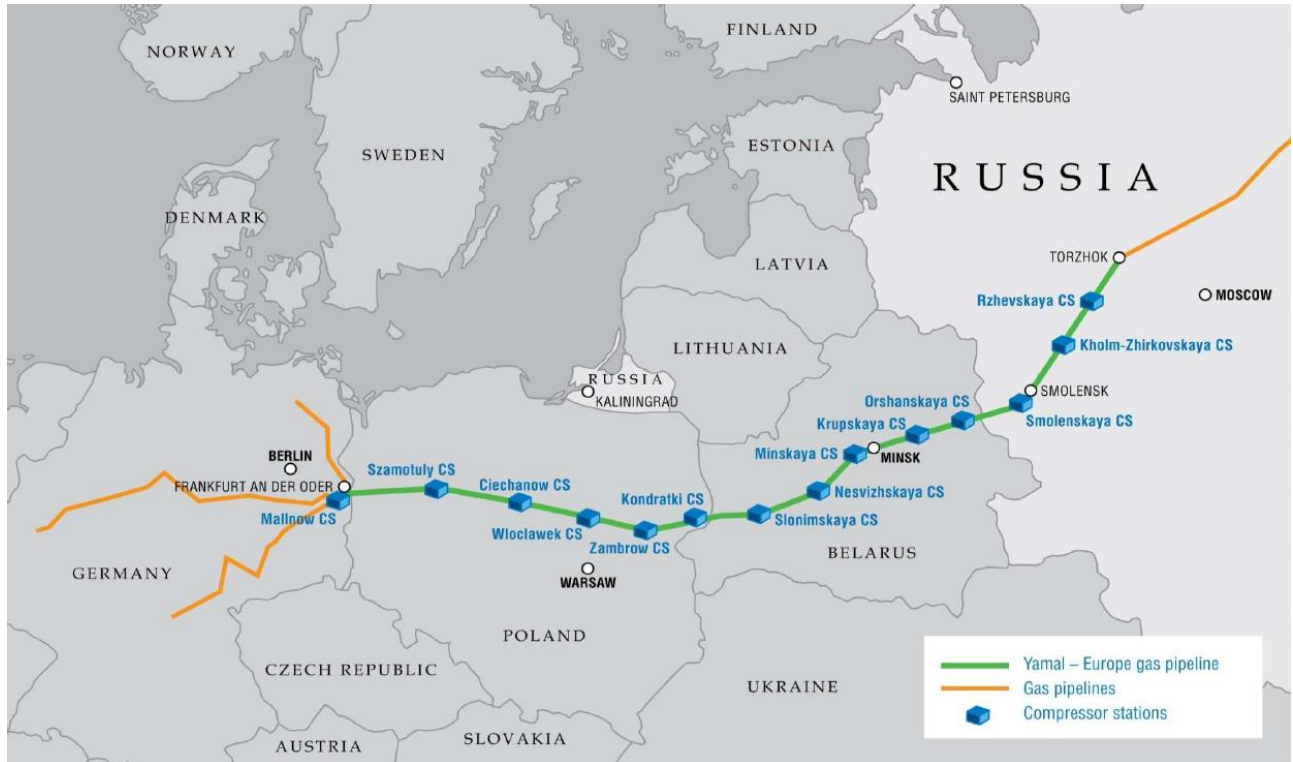 NORWAY
FINLAND
SAINT PETERSBURG
SWEDEN
ESTONIA
RUSSIA
DENMARK
LATVIA
TORZHOK
Rzhevskaya CS
MOSCOW
LITHUANIA
Kholm-Zhirkovskaya CS
RUSSIA
KALININGRAD
SMOLENSK
Orshanskaya CS
Smolenskaya CS
Krupskaya CS
Minskaya CS
MINSK
BERLIN
FRANKFURT AN DER ODER
Szamotuly CS
Ciechanow CS
Kondratki CS
Nesvizhskaya CS
Mallnow CS
Wloclawek CS
Zambrow CS
Slonimskaya CS
BELARUS
GERMANY
WARSAW
POLAND
CZECH REPUBLIC
UKRAINE
AUSTRIA
SLOVAKIA
Yamal – Europe gas pipeline
Gas pipelines
Compressor stations